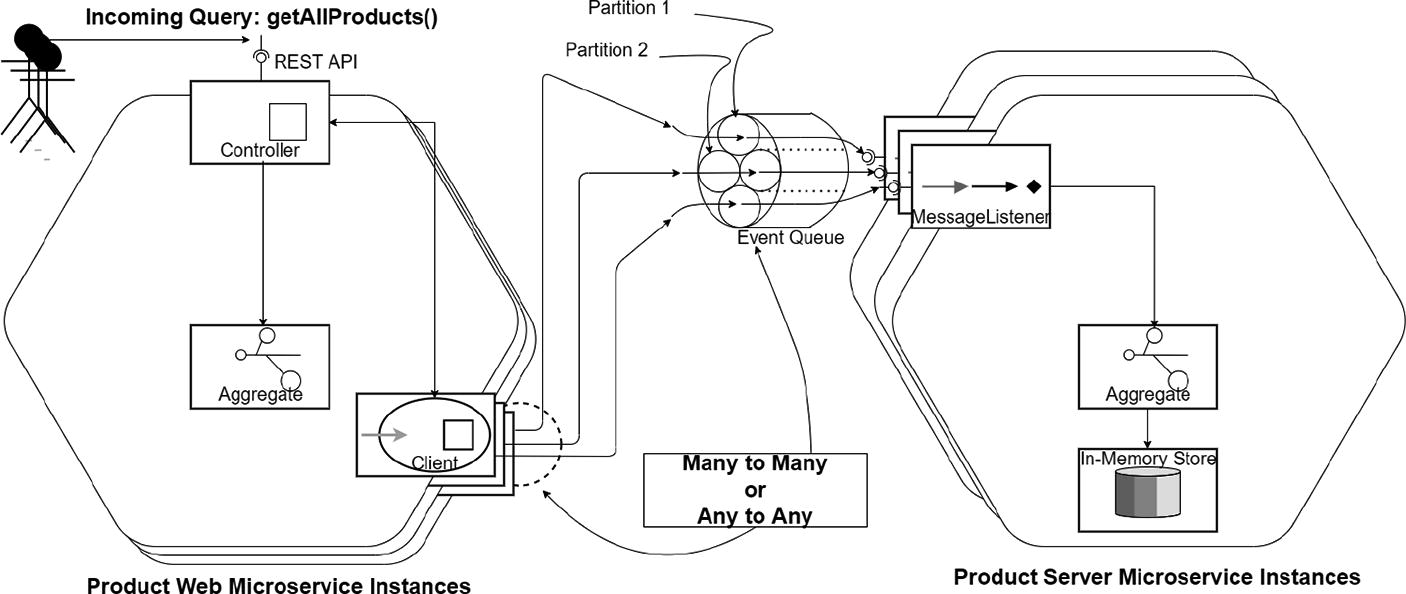 Incoming Query: getAllProducts()
REST API
Controller
Aggregate
Client
Product Web Microservice Instances
Partition 1
Partition 2
Event Queue
Many to Many
or
Any to Any
MessageListener
Aggregate
In-Memory Store
Product Server Microservice Instances